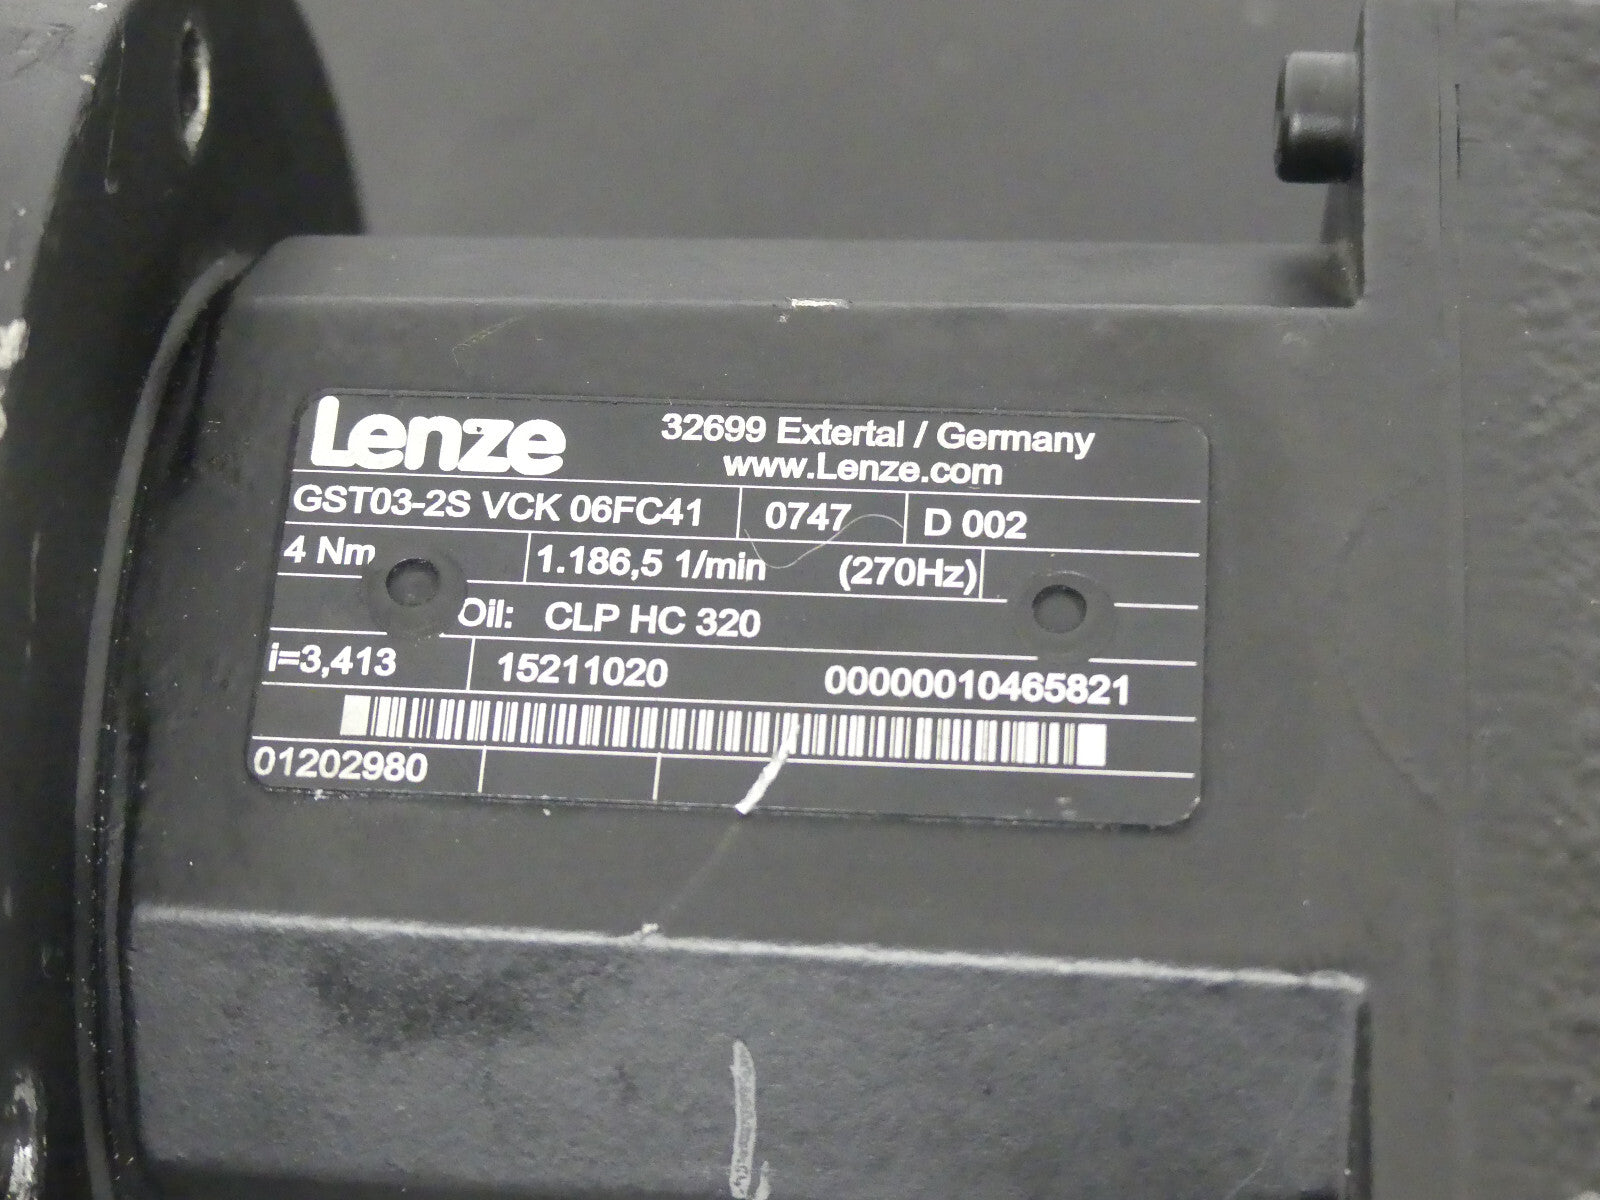 Lenze
32699 Extertal / Germany
www.Lenze.com
GST03-2S VCK 06FC41 0747 D 002
4 Nm 1.186,5 1/min (270Hz)
Oil: CLP HC 320
i=3,413 15211020 00000010465821
01202980